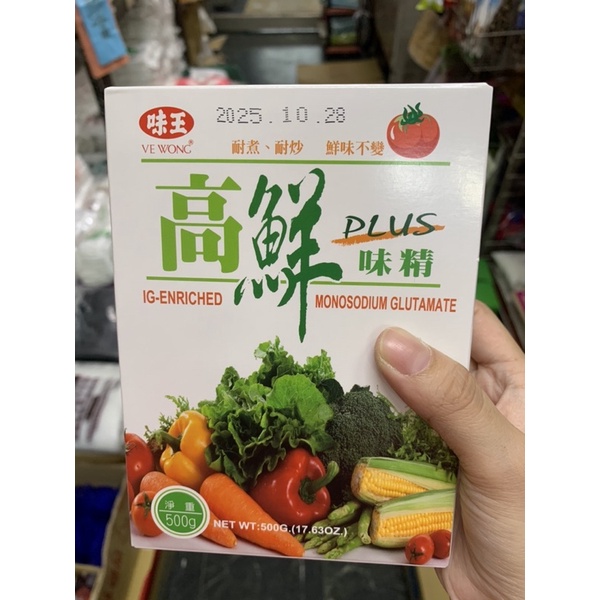 味王
VE WONG®
2025.10.28
耐煮、耐炒 鮮味不變
高鮮
PLUS
味精
IG-ENRICHED
MONOSODIUM GLUTAMATE
淨重
500g
NET WT:500G.(17.63OZ.)